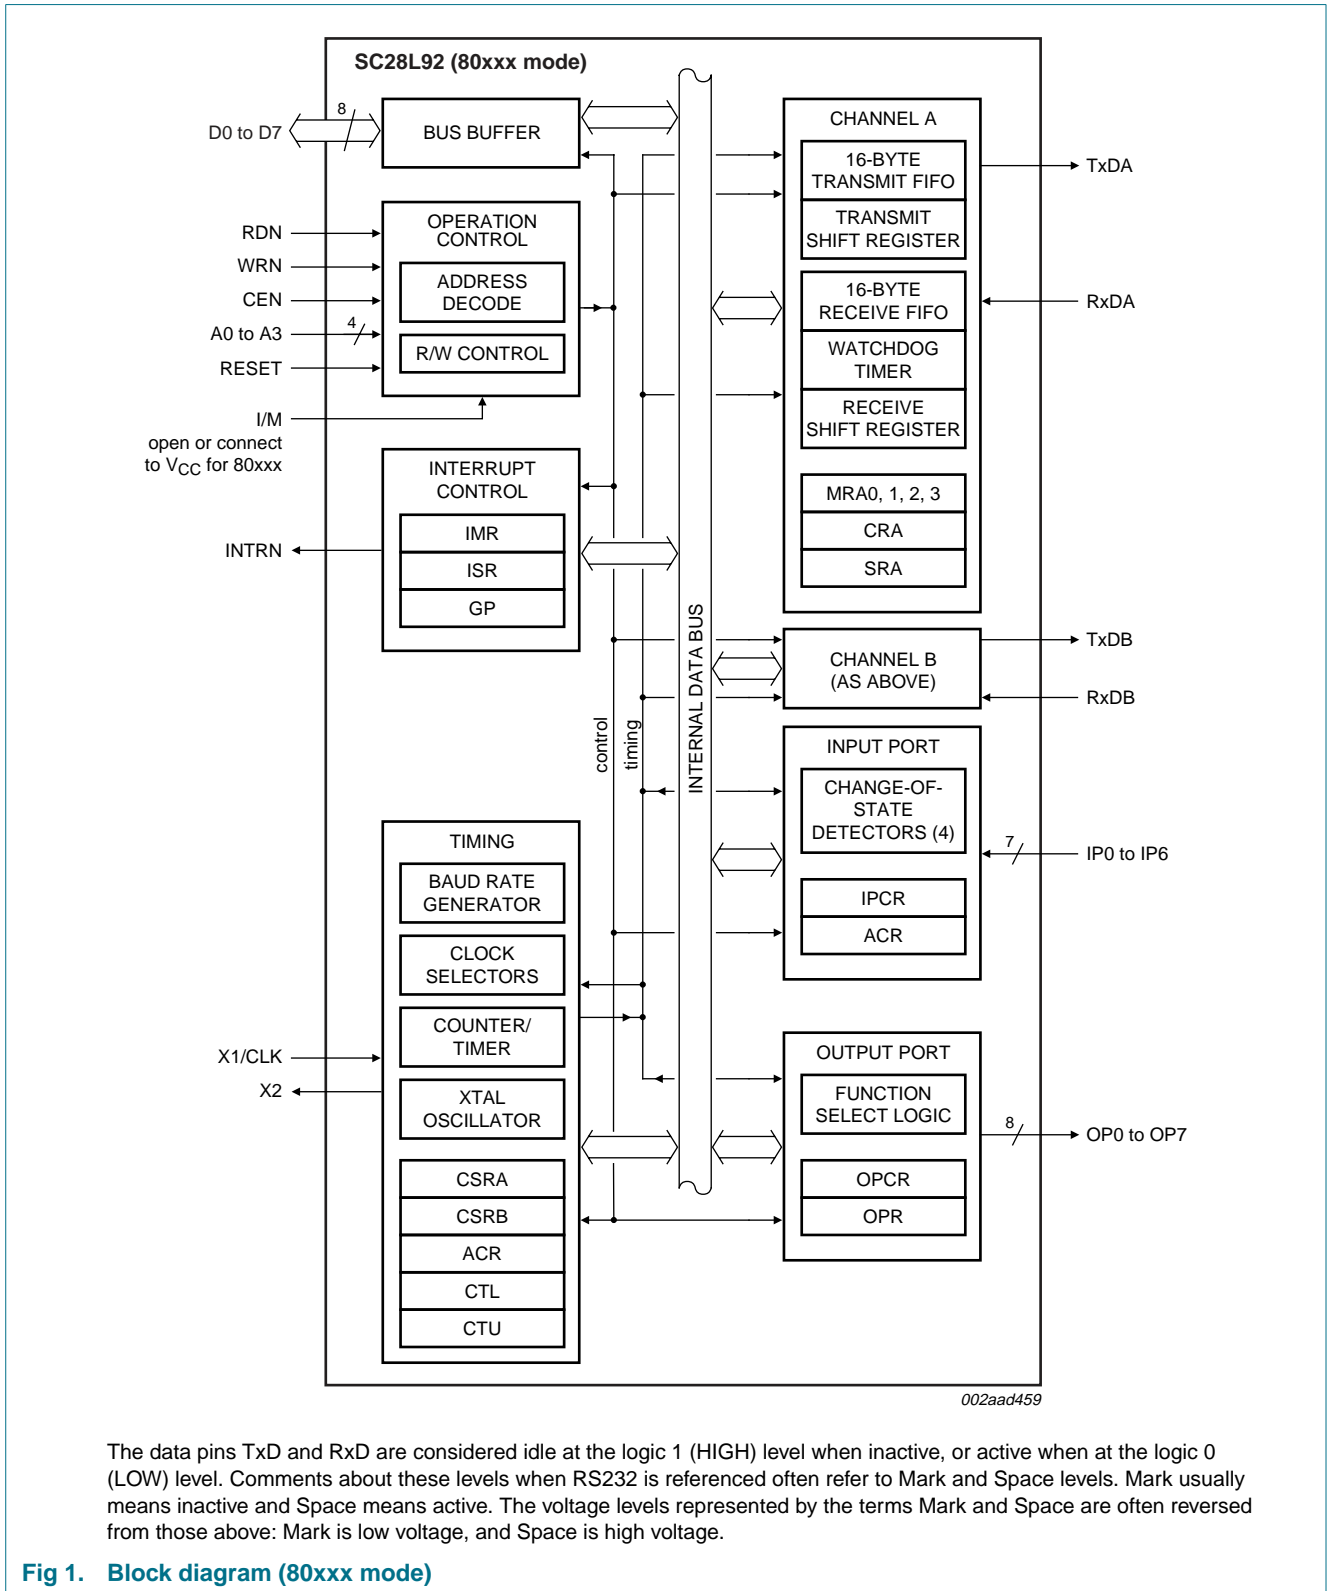 SC28L92 (80xxx mode)
D0 to D7
8
BUS BUFFER
RDN
WRN
CEN
A0 to A3
4
RESET
OPERATION
CONTROL
ADDRESS
DECODE
R/W CONTROL
I/M
open or connect
to VCC for 80xxx
INTERRUPT
CONTROL
IMR
ISR
GP
INTRN
control
timing
INTERNAL DATA BUS
TIMING
BAUD RATE
GENERATOR
CLOCK
SELECTORS
COUNTER/
TIMER
XTAL
OSCILLATOR
CSRA
CSRB
ACR
CTL
CTU
X1/CLK
X2
CHANNEL A
16-BYTE
TRANSMIT FIFO
TRANSMIT
SHIFT REGISTER
16-BYTE
RECEIVE FIFO
WATCHDOG
TIMER
RECEIVE
SHIFT REGISTER
MRA0, 1, 2, 3
CRA
SRA
TxDA
RxDA
CHANNEL B
(AS ABOVE)
TxDB
RxDB
INPUT PORT
CHANGE-OF-
STATE
DETECTORS (4)
IPCR
ACR
7
IP0 to IP6
OUTPUT PORT
FUNCTION
SELECT LOGIC
OPCR
OPR
8
OP0 to OP7
002aad459
The data pins TxD and RxD are considered idle at the logic 1 (HIGH) level when inactive, or active when at the logic 0
(LOW) level. Comments about these levels when RS232 is referenced often refer to Mark and Space levels. Mark usually
means inactive and Space means active. The voltage levels represented by the terms Mark and Space are often reversed
from those above: Mark is low voltage, and Space is high voltage.
Fig 1. Block diagram (80xxx mode)